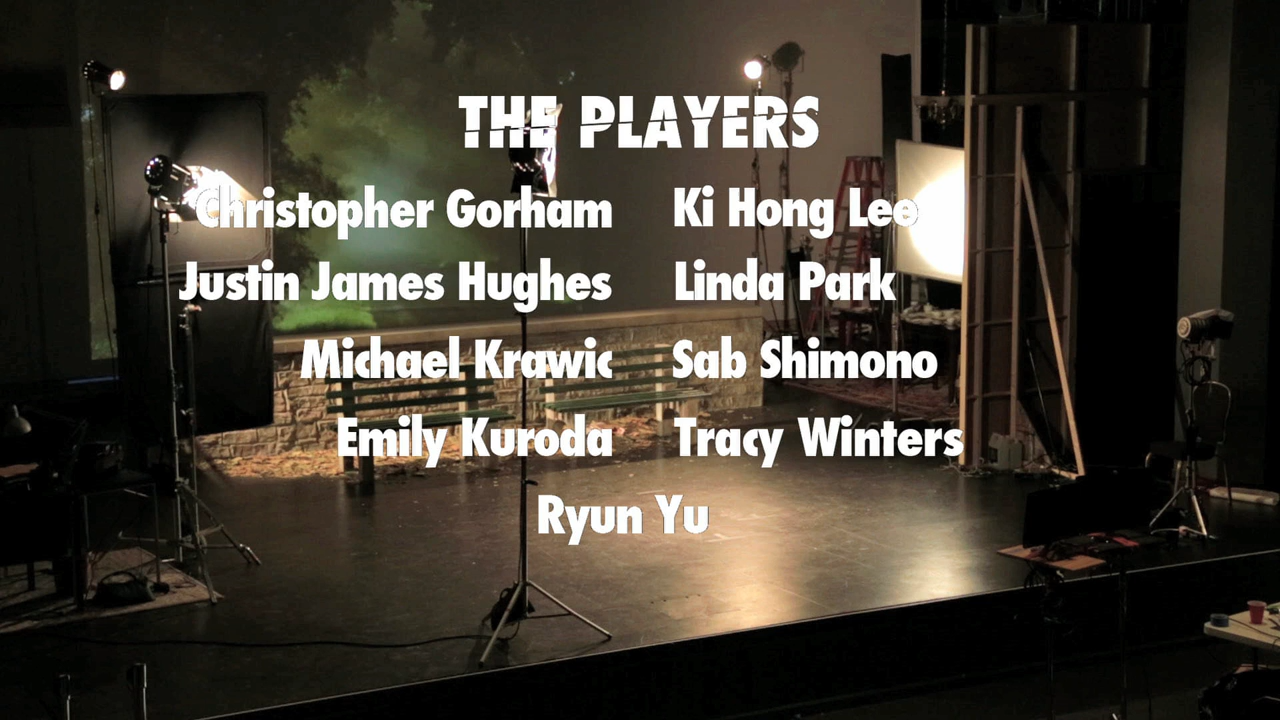 THE PLAYERS
Christopher Gorham Ki Hong Lee
Justin James Hughes Linda Park
Michael Krawic Sab Shimono
Emily Kuroda Tracy Winters
Ryun Yu